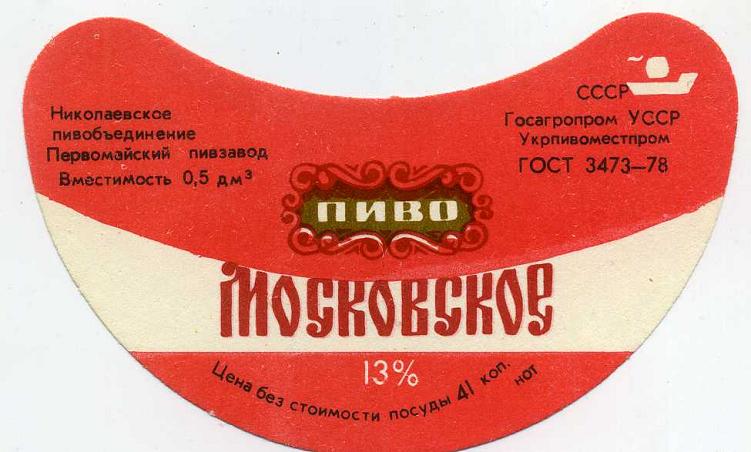 Николаевское
пивобъединение
Первомайский пивзавод
Вместимость 0,5 дм³
СССР
Госагропром УССР
Укрпивоместпром
ГОСТ 3473—78
ПИВО
Московское
13%
Цена без стоимости посуды 41 коп.
нот